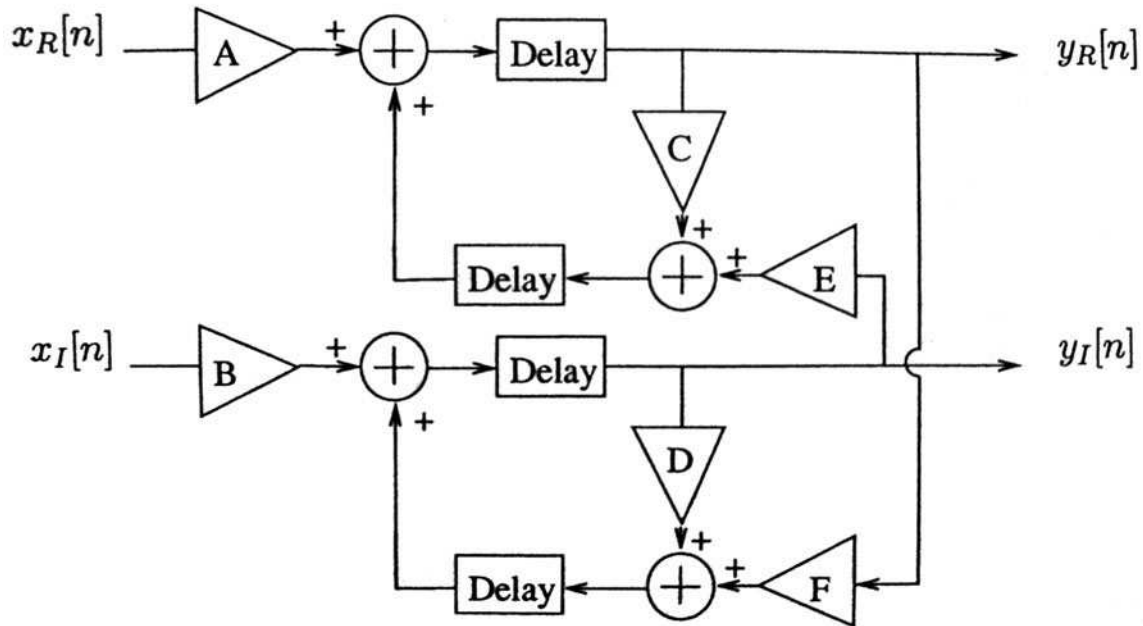 x_R[n] A + + Delay y_R[n]
+
C
+
Delay + + E
x_I[n] B + + Delay y_I[n]
+
D
+
Delay + + F